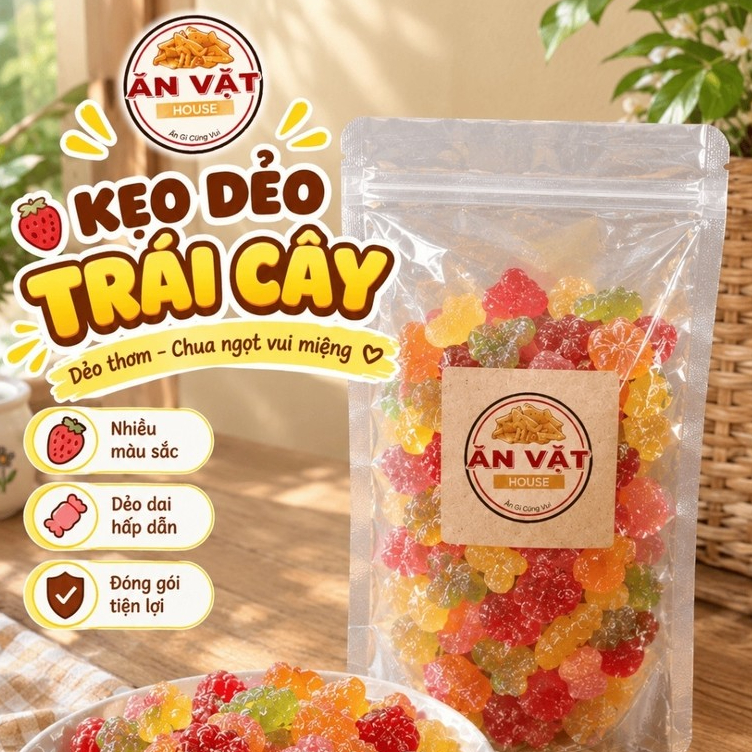 ĂN VẶT
HOUSE
Ăn Gì Cũng Vui
KẸO DẺO
TRÁI CÂY
Dẻo thơm - Chua ngọt vui miệng
Nhiều
màu sắc
Dẻo dai
hấp dẫn
Đóng gói
tiện lợi
ĂN VẶT
HOUSE
Ăn Gì Cũng Vui